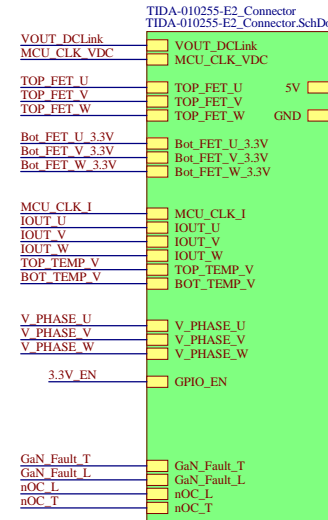 TIDA-010255-E2_Connector
TIDA-010255-E2_Connector.SchDo
VOUT_DCLink VOUT_DCLink
MCU_CLK_VDC MCU_CLK_VDC
TOP_FET_U TOP_FET_U 5V
TOP_FET_V TOP_FET_V
TOP_FET_W TOP_FET_W GND
Bot_FET_U_3.3V Bot_FET_U_3.3V
Bot_FET_V_3.3V Bot_FET_V_3.3V
Bot_FET_W_3.3V Bot_FET_W_3.3V
MCU_CLK_I MCU_CLK_I
IOUT_U IOUT_U
IOUT_V IOUT_V
IOUT_W IOUT_W
TOP_TEMP_V TOP_TEMP_V
BOT_TEMP_V BOT_TEMP_V
V_PHASE_U V_PHASE_U
V_PHASE_V V_PHASE_V
V_PHASE_W V_PHASE_W
3.3V_EN GPIO_EN
GaN_Fault_T GaN_Fault_T
GaN_Fault_L GaN_Fault_L
nOC_L nOC_L
nOC_T nOC_T